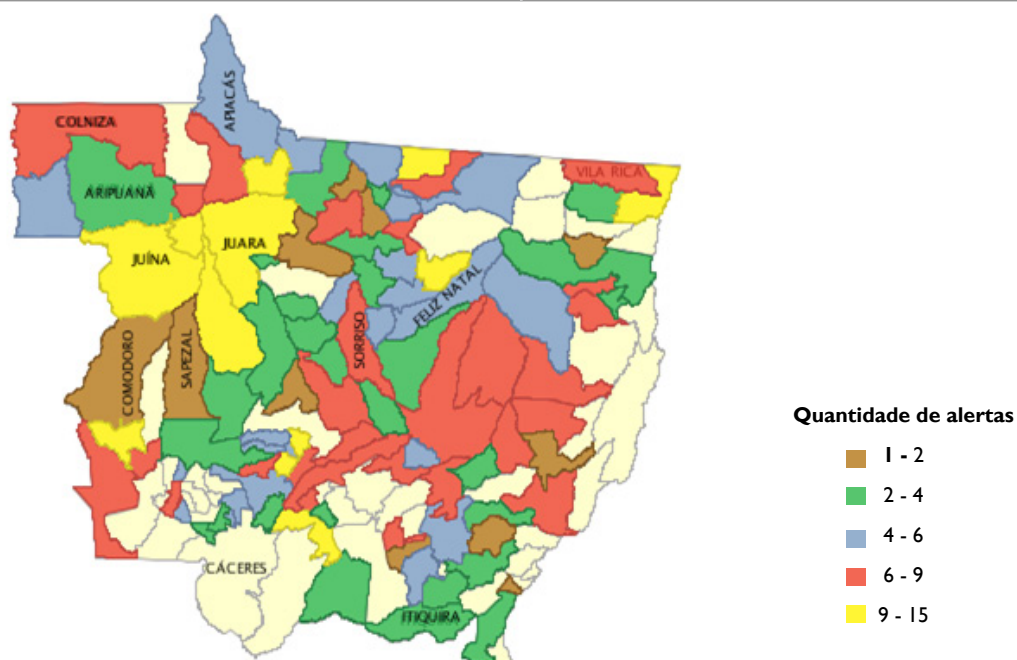 APIACÁS
COLNIZA
VILA RICA
ARIPUANÃ
JUARA
JUÍNA
FELIZ NATAL
SORRISO
COMODORO
SAPEZAL
CÁCERES
ITIQUIRA
Quantidade de alertas
1 - 2
2 - 4
4 - 6
6 - 9
9 - 15